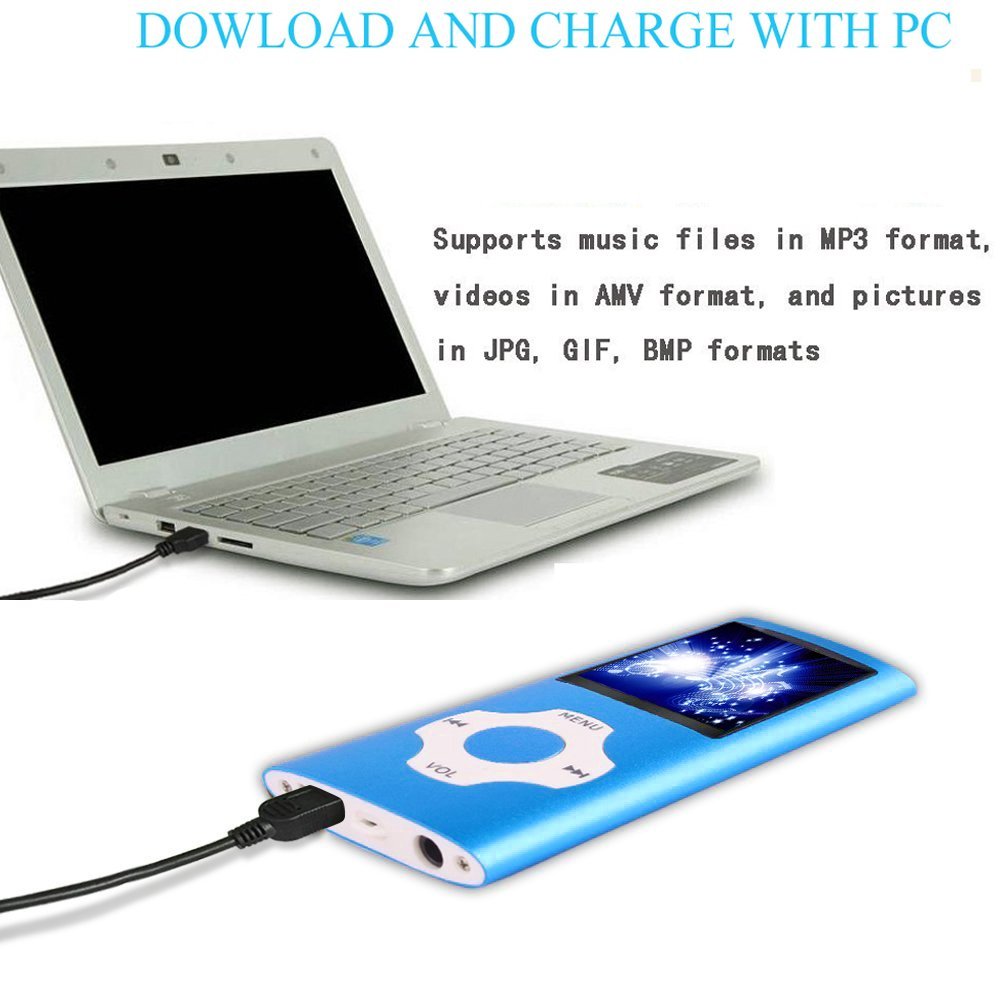 DOWLOAD AND CHARGE WITH PC
Supports music files in MP3 format,
videos in AMV format, and pictures
in JPG, GIF, BMP formats
MENU
VOL